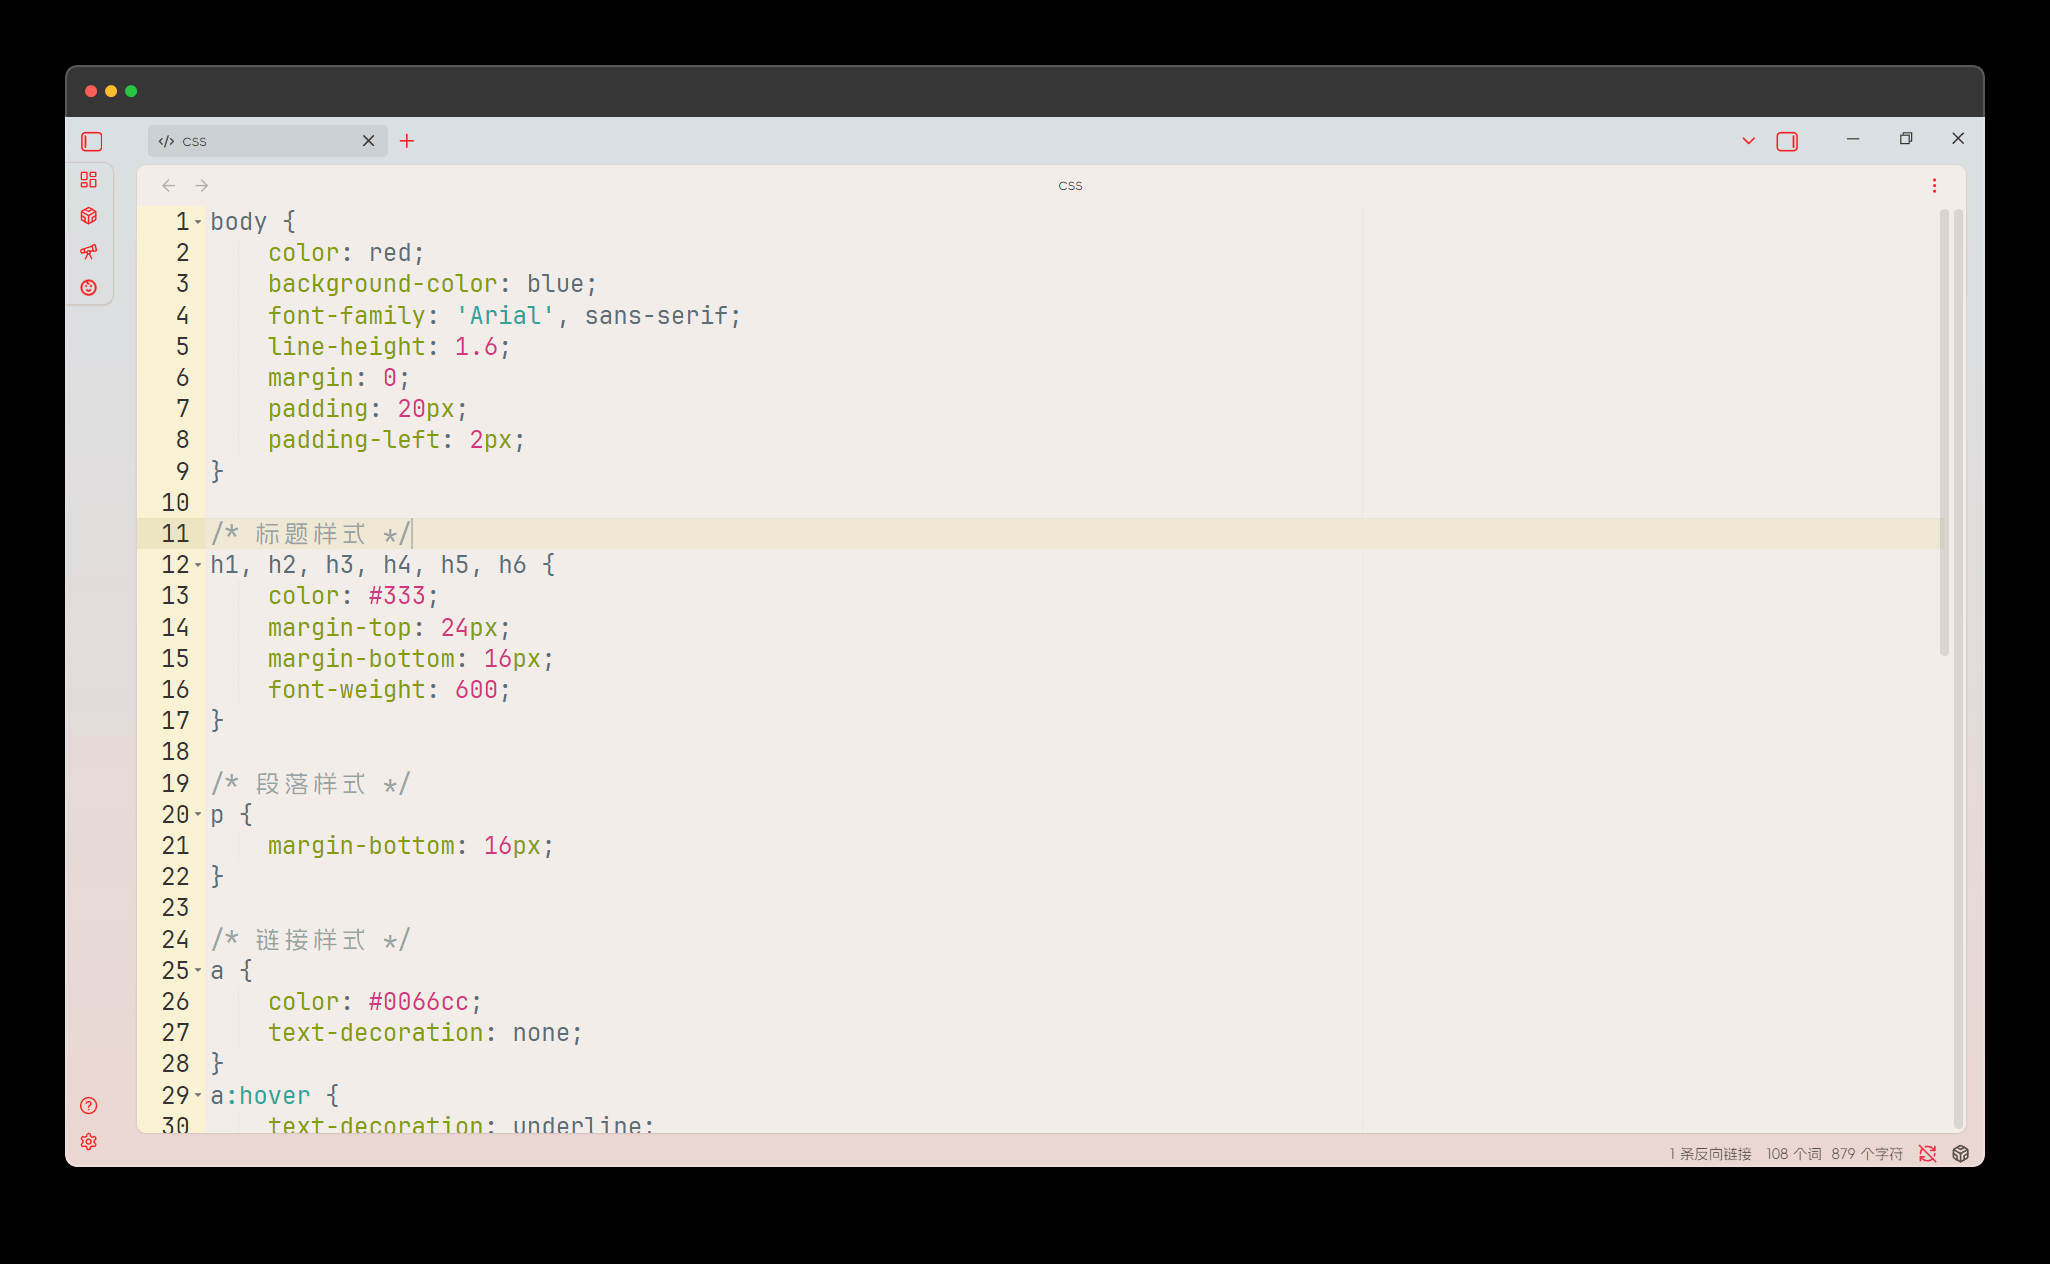 css
css
1 body {
2     color: red;
3     background-color: blue;
4     font-family: 'Arial', sans-serif;
5     line-height: 1.6;
6     margin: 0;
7     padding: 20px;
8     padding-left: 2px;
9 }
10
11 /* 标题样式 */
12 h1, h2, h3, h4, h5, h6 {
13     color: #333;
14     margin-top: 24px;
15     margin-bottom: 16px;
16     font-weight: 600;
17 }
18
19 /* 段落样式 */
20 p {
21     margin-bottom: 16px;
22 }
23
24 /* 链接样式 */
25 a {
26     color: #0066cc;
27     text-decoration: none;
28 }
29 a:hover {
30     text-decoration: underline;
1 条反向链接 108 个词 879 个字符